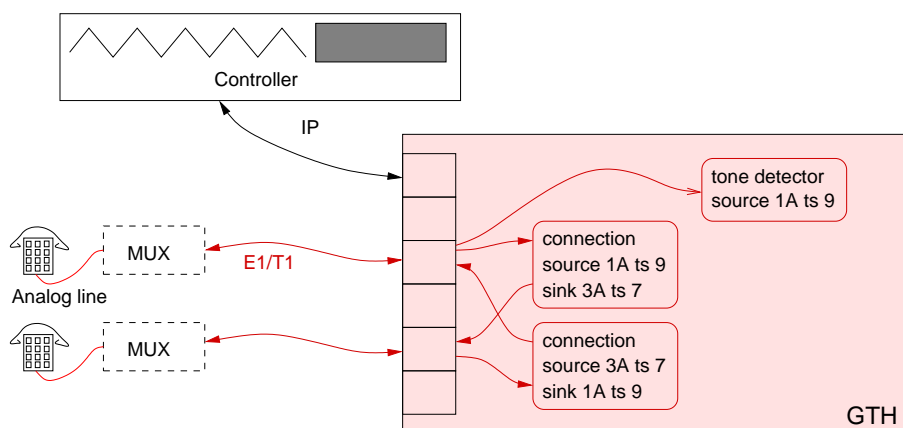 Controller
IP
tone detector
source 1A ts 9
connection
source 1A ts 9
sink 3A ts 7
MUX
E1/T1
Analog line
MUX
connection
source 3A ts 7
sink 1A ts 9
GTH